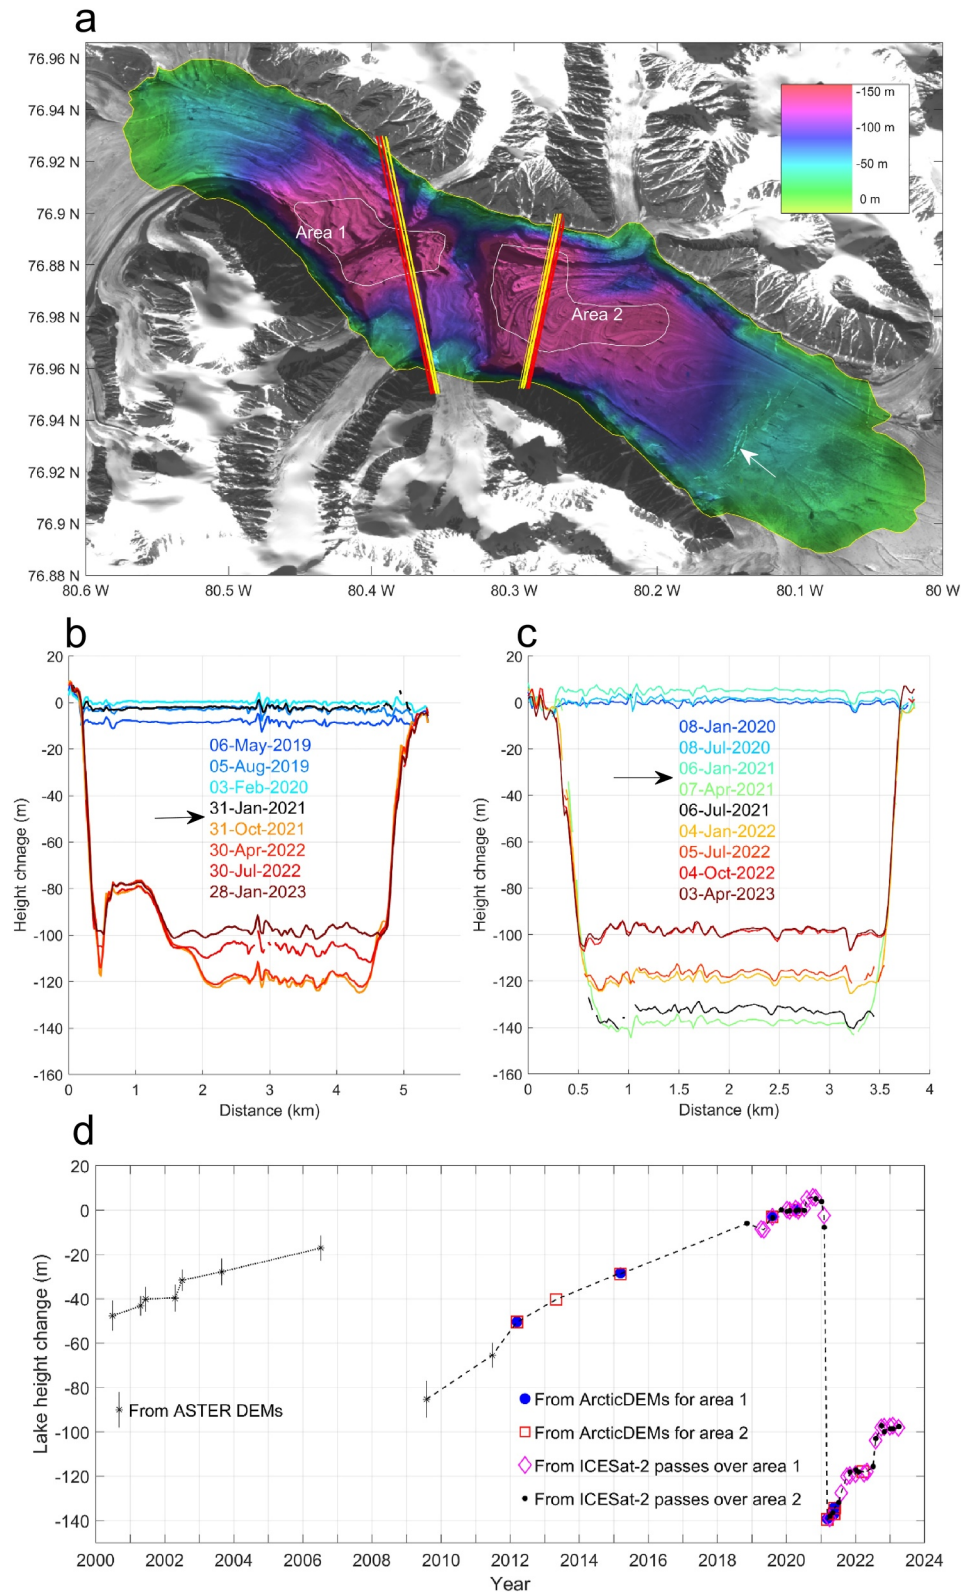 a
76.96 N
76.94 N
76.92 N
76.9 N
76.88 N
76.98 N
76.96 N
76.94 N
76.92 N
76.9 N
76.88 N
-150 m
-100 m
-50 m
0 m
Area 1
Area 2
80.6 W 80.5 W 80.4 W 80.3 W 80.2 W 80.1 W 80 W
b
20
0
-20
-40
-60
-80
-100
-120
-140
-160
Height chnage (m)
06-May-2019
05-Aug-2019
03-Feb-2020
31-Jan-2021
31-Oct-2021
30-Apr-2022
30-Jul-2022
28-Jan-2023
0 1 2 3 4 5
Distance (km)
c
20
0
-20
-40
-60
-80
-100
-120
-140
-160
Height chnage (m)
08-Jan-2020
08-Jul-2020
06-Jan-2021
07-Apr-2021
06-Jul-2021
04-Jan-2022
05-Jul-2022
04-Oct-2022
03-Apr-2023
0 0.5 1 1.5 2 2.5 3 3.5 4
Distance (km)
d
20
0
-20
-40
-60
-80
-100
-120
-140
Lake height change (m)
From ASTER DEMs
From ArcticDEMs for area 1
From ArcticDEMs for area 2
From ICESat-2 passes over area 1
From ICESat-2 passes over area 2
2000 2002 2004 2006 2008 2010 2012 2014 2016 2018 2020 2022 2024
Year